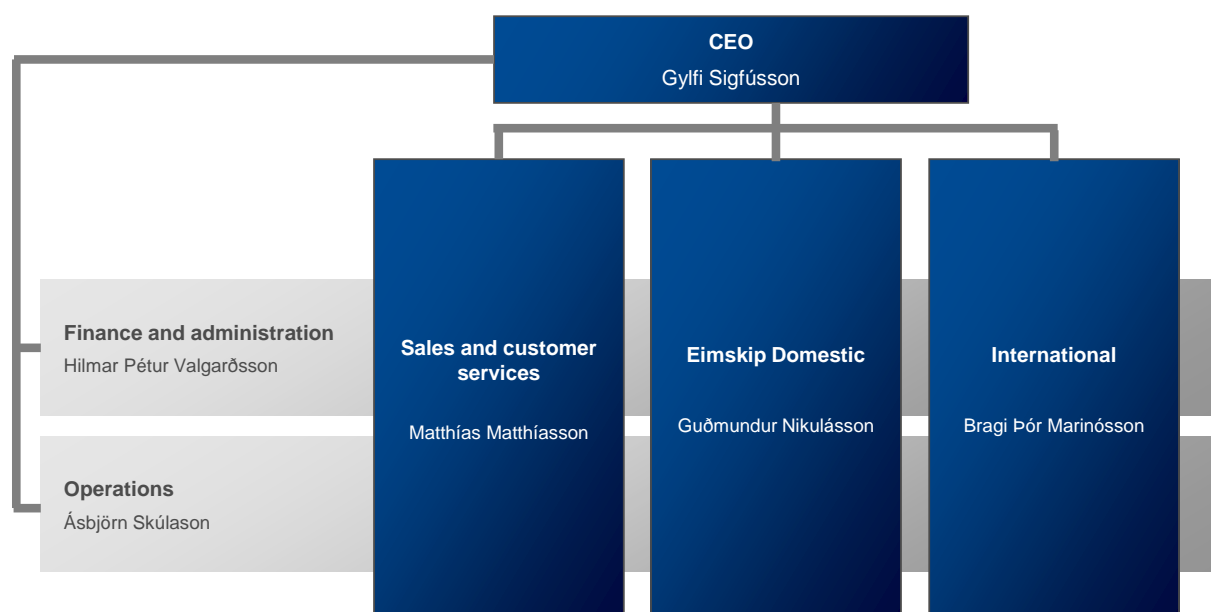 CEO
Gylfi Sigfússon
Finance and administration
Hilmar Pétur Valgarðsson
Sales and customer
services
Matthías Matthíasson
Eimskip Domestic
Guðmundur Nikulásson
International
Bragi Þór Marinósson
Operations
Ásbjörn Skúlason